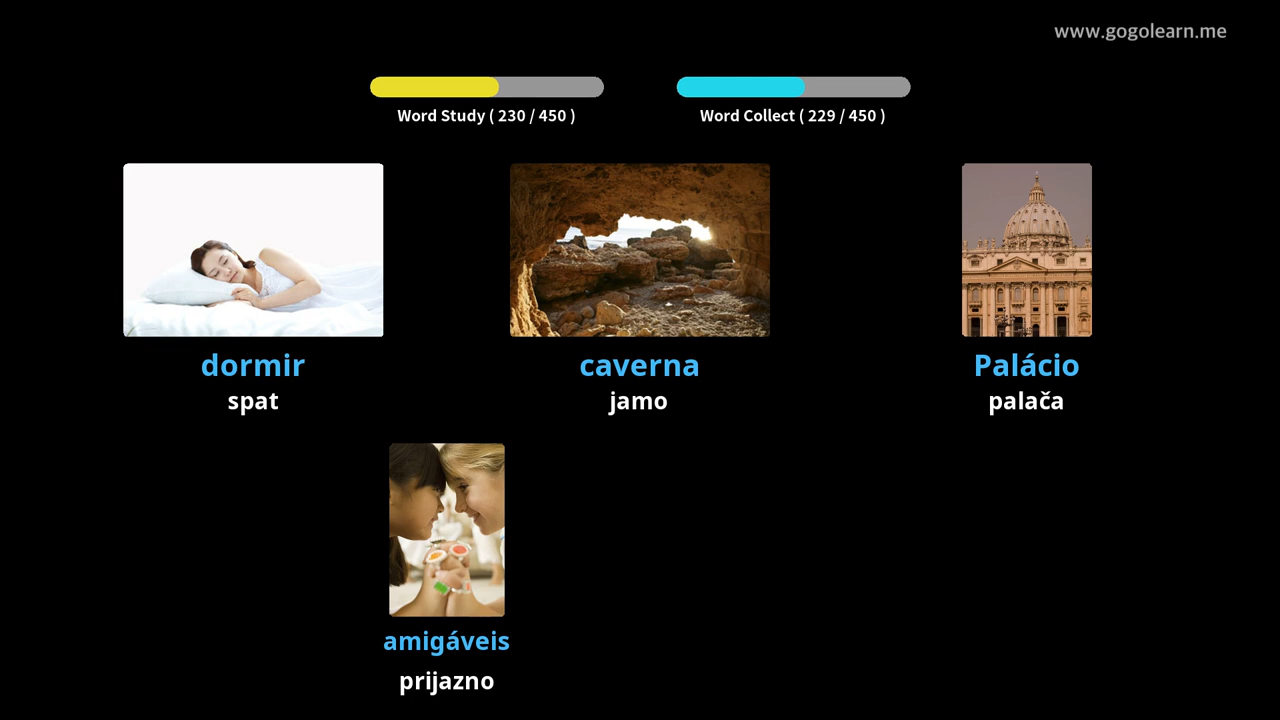 www.gogolearn.me
Word Study ( 230 / 450 )
Word Collect ( 229 / 450 )
dormir
spat
caverna
jamo
Palácio
palača
amigáveis
prijazno